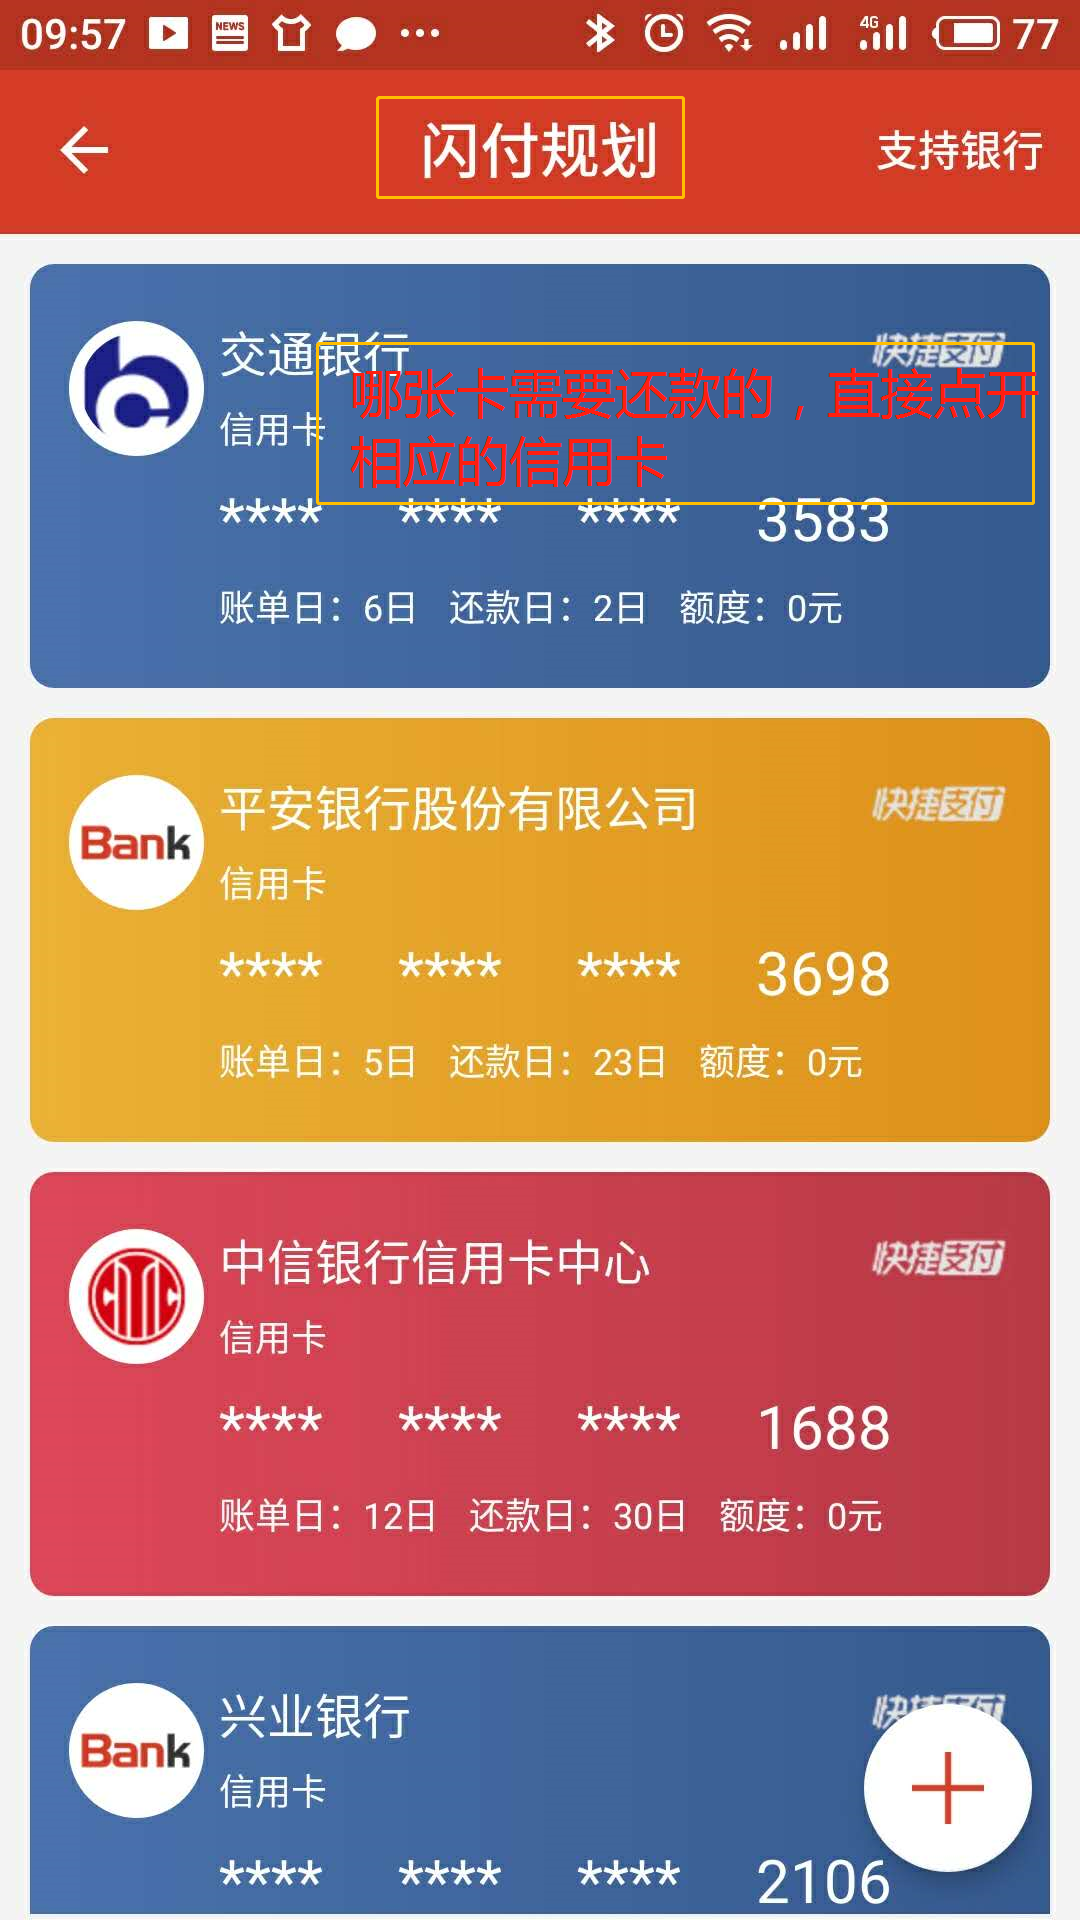 09:57 NEWS 4G 77
闪付规划 支持银行
交通银行 快捷支付
哪张卡需要还款的，直接点开
信用卡
相应的信用卡
**** **** **** 3583
账单日：6日 还款日：2日 额度：0元
Bank 平安银行股份有限公司 快捷支付
信用卡
**** **** **** 3698
账单日：5日 还款日：23日 额度：0元
中信银行信用卡中心 快捷支付
信用卡
**** **** **** 1688
账单日：12日 还款日：30日 额度：0元
Bank 兴业银行 快捷支付
信用卡
**** **** **** 2106